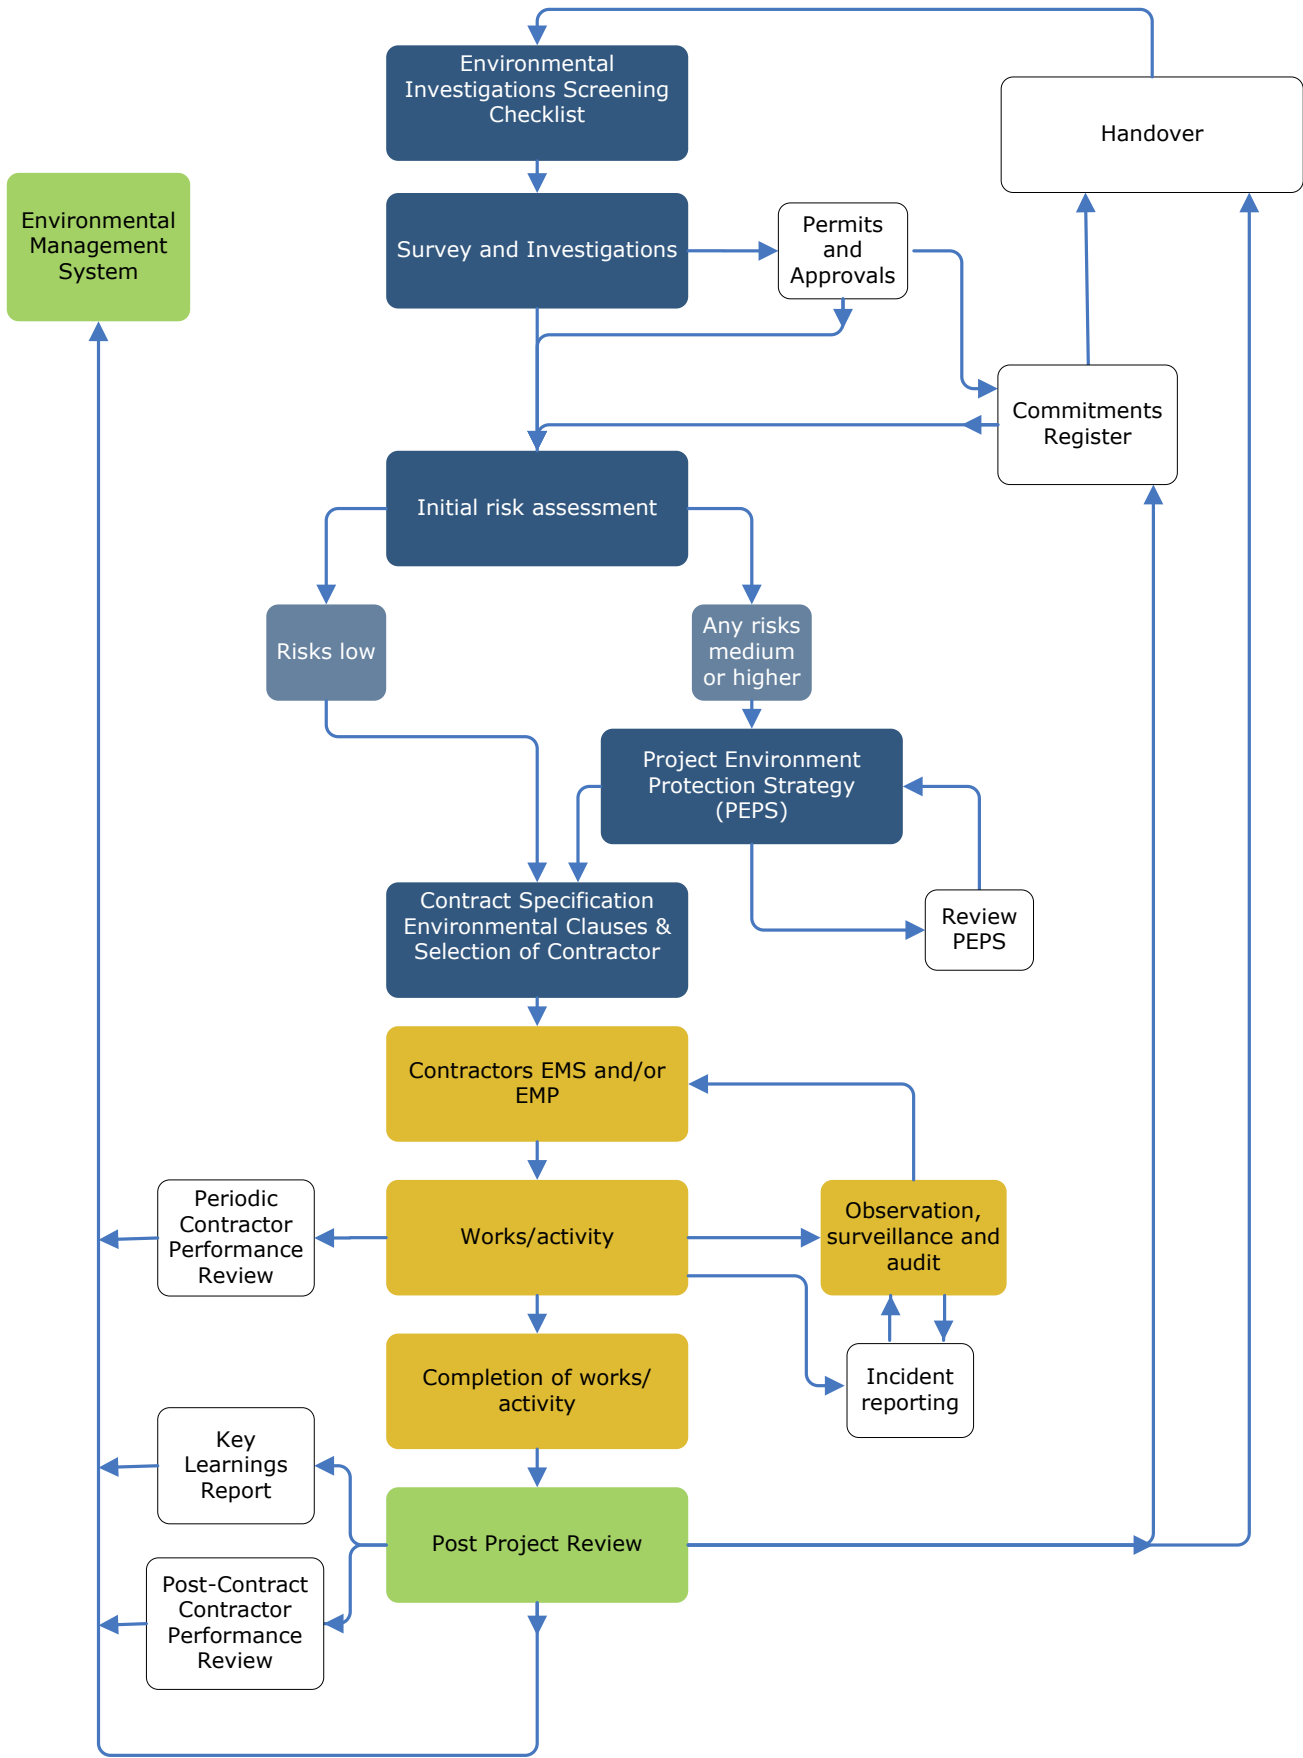 Environmental
Investigations Screening
Checklist
Handover
Environmental
Management
System
Survey and Investigations
Permits
and
Approvals
Commitments
Register
Initial risk assessment
Risks low
Any risks
medium
or higher
Project Environment
Protection Strategy
(PEPS)
Contract Specification
Environmental Clauses &
Selection of Contractor
Review
PEPS
Contractors EMS and/or
EMP
Periodic
Contractor
Performance
Review
Works/activity
Observation,
surveillance and
audit
Completion of works/
activity
Incident
reporting
Key
Learnings
Report
Post Project Review
Post-Contract
Contractor
Performance
Review